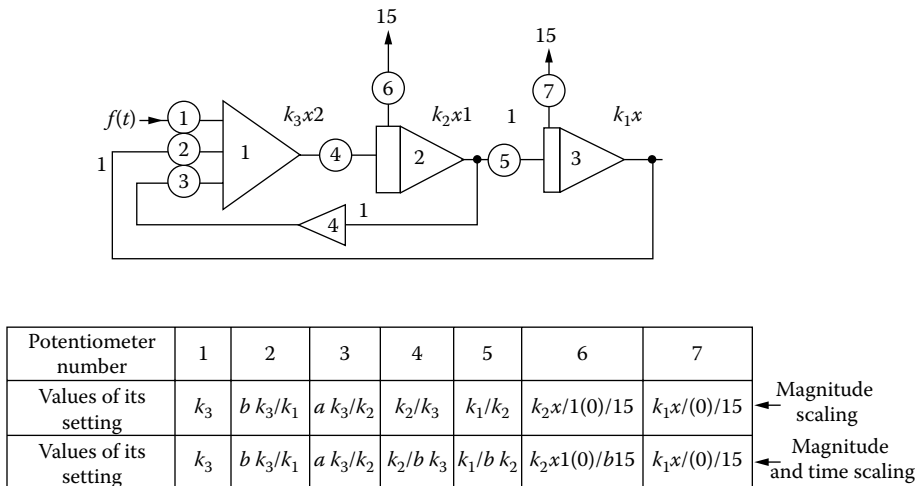 15
15
6
7
k₃x2
k₂x1
1
k₁x
f(t)
1
2
3
1
1
4
2
5
3
1
4
Potentiometer number 1 2 3 4 5 6 7
Values of its setting k₃ b k₃/k₁ a k₃/k₂ k₂/k₃ k₁/k₂ k₂x/1(0)/15 k₁x/(0)/15 Magnitude scaling
Values of its setting k₃ b k₃/k₁ a k₃/k₂ k₂/b k₃ k₁/b k₂ k₂x1(0)/b15 k₁x/(0)/15 Magnitude and time scaling